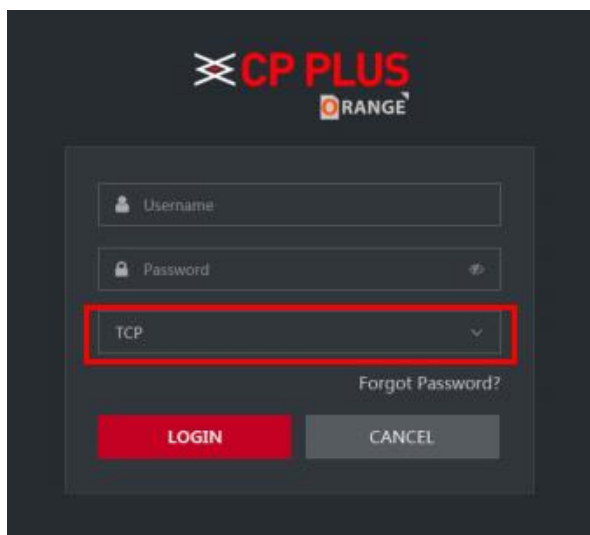 CP PLUS
ORANGE
Username
Password
TCP
Forgot Password?
LOGIN CANCEL